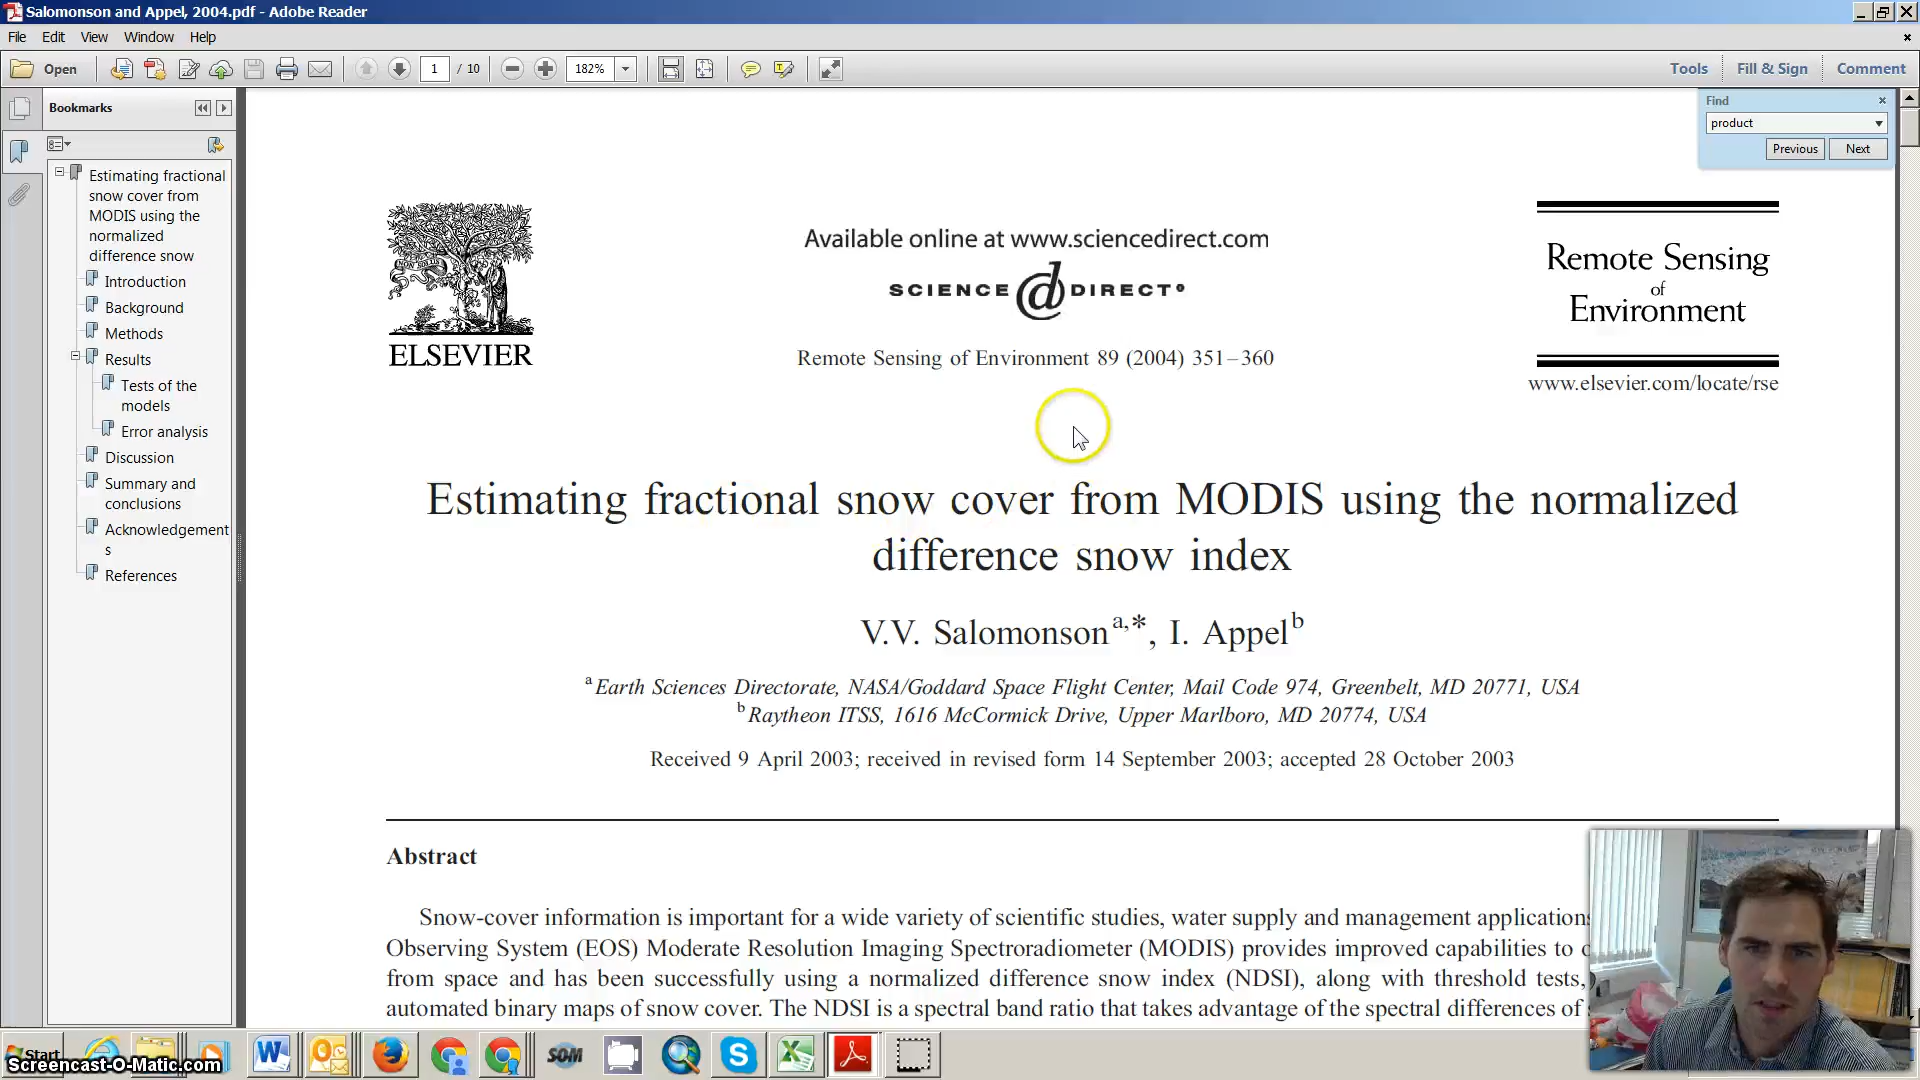 Salomonson and Appel, 2004.pdf - Adobe Reader
File Edit View Window Help
Open 1 / 10 182% Tools Fill & Sign Comment
Bookmarks
Estimating fractional
snow cover from
MODIS using the
normalized
difference snow
Introduction
Background
Methods
Results
Tests of the
models
Error analysis
Discussion
Summary and
conclusions
Acknowledgement
s
References
Find
product
Previous Next
ELSEVIER
Available online at www.sciencedirect.com
SCIENCE d DIRECT®
Remote Sensing of Environment 89 (2004) 351–360
Remote Sensing
of
Environment
www.elsevier.com/locate/rse
Estimating fractional snow cover from MODIS using the normalized
difference snow index
V.V. Salomonson a,*, I. Appel b
a Earth Sciences Directorate, NASA/Goddard Space Flight Center, Mail Code 974, Greenbelt, MD 20771, USA
b Raytheon ITSS, 1616 McCormick Drive, Upper Marlboro, MD 20774, USA
Received 9 April 2003; received in revised form 14 September 2003; accepted 28 October 2003
Abstract
Snow-cover information is important for a wide variety of scientific studies, water supply and management applications
Observing System (EOS) Moderate Resolution Imaging Spectroradiometer (MODIS) provides improved capabilities to
from space and has been successfully using a normalized difference snow index (NDSI), along with threshold tests,
automated binary maps of snow cover. The NDSI is a spectral band ratio that takes advantage of the spectral differences of
Start
SOM
Screencast-O-Matic.com